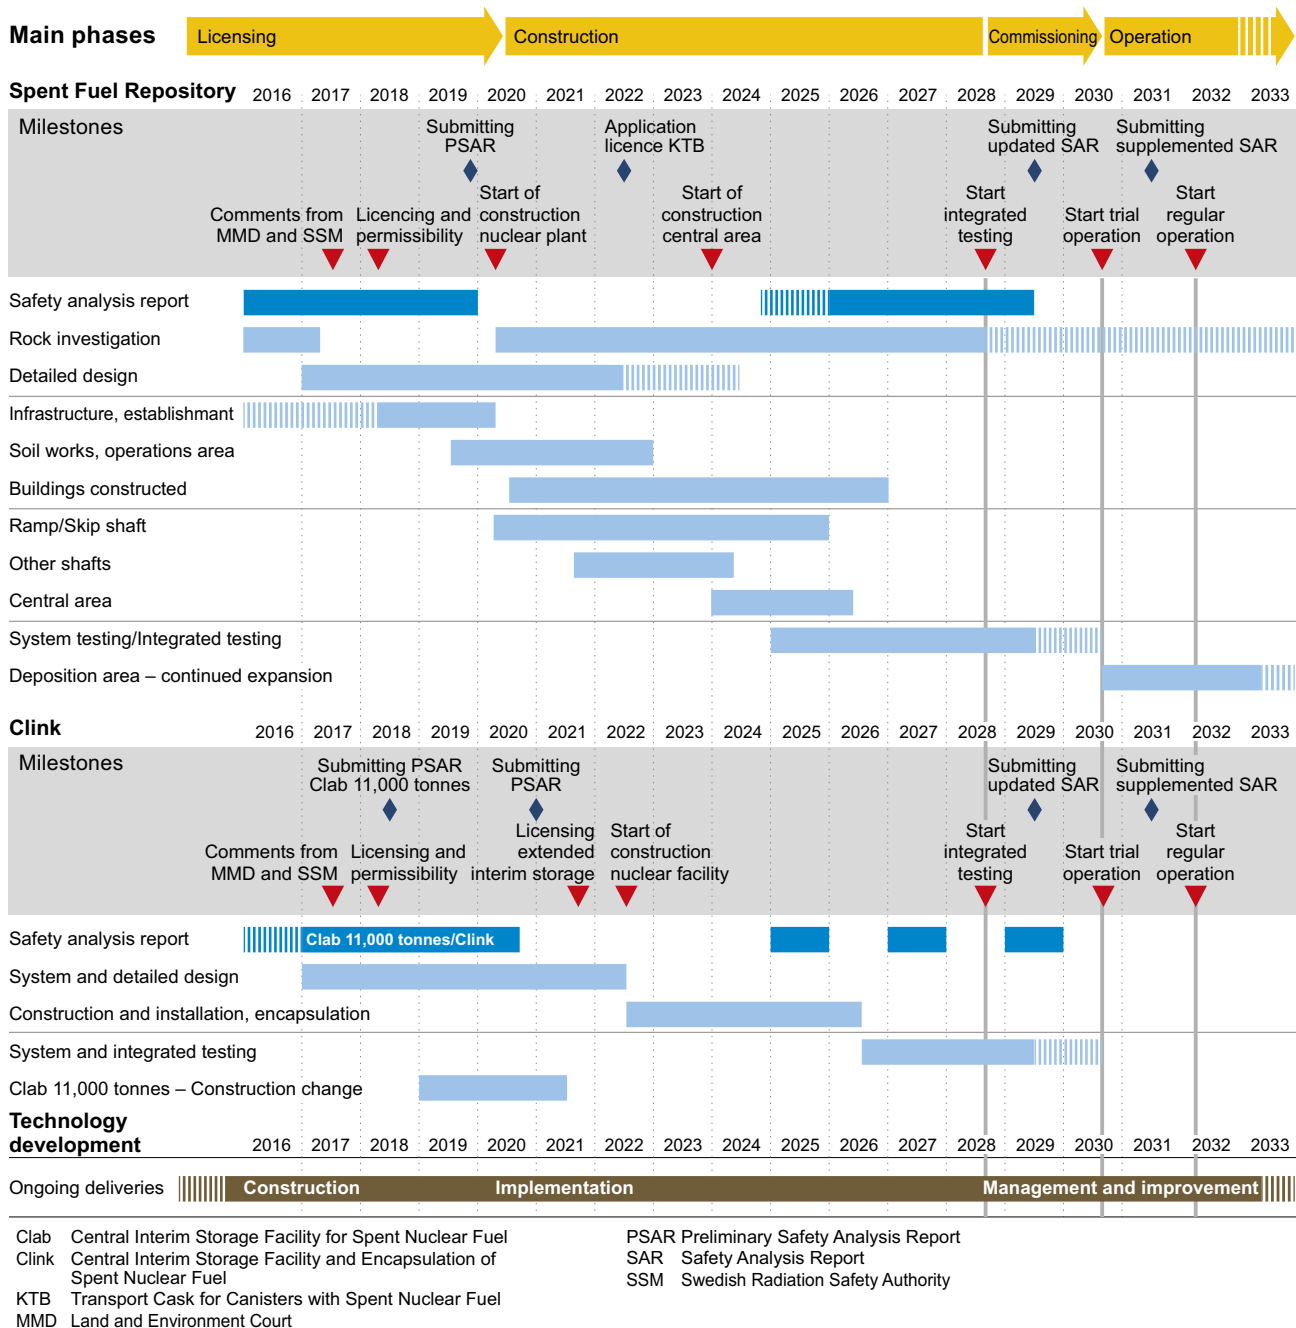 Main phases
Licensing
Construction
Commissioning
Operation
Spent Fuel Repository
2016 2017 2018 2019 2020 2021 2022 2023 2024 2025 2026 2027 2028 2029 2030 2031 2032 2033
Milestones
Submitting
PSAR
Application
licence KTB
Submitting
updated SAR
Submitting
supplemented SAR
Comments from
MMD and SSM
Licencing and
permissibility
Start of
construction
nuclear plant
Start of
construction
central area
Start
integrated
testing
Start trial
operation
Start
regular
operation
Safety analysis report
Rock investigation
Detailed design
Infrastructure, establishmant
Soil works, operations area
Buildings constructed
Ramp/Skip shaft
Other shafts
Central area
System testing/Integrated testing
Deposition area – continued expansion
Clink
2016 2017 2018 2019 2020 2021 2022 2023 2024 2025 2026 2027 2028 2029 2030 2031 2032 2033
Milestones
Submitting PSAR
Clab 11,000 tonnes
Submitting
PSAR
Submitting
updated SAR
Submitting
supplemented SAR
Comments from
MMD and SSM
Licensing and
permissibility
Licensing
extended
interim storage
Start of
construction
nuclear facility
Start
integrated
testing
Start trial
operation
Start
regular
operation
Safety analysis report
Clab 11,000 tonnes/Clink
System and detailed design
Construction and installation, encapsulation
System and integrated testing
Clab 11,000 tonnes – Construction change
Technology
development
2016 2017 2018 2019 2020 2021 2022 2023 2024 2025 2026 2027 2028 2029 2030 2031 2032 2033
Ongoing deliveries
Construction
Implementation
Management and improvement
Clab Central Interim Storage Facility for Spent Nuclear Fuel
Clink Central Interim Storage Facility and Encapsulation of
Spent Nuclear Fuel
KTB Transport Cask for Canisters with Spent Nuclear Fuel
MMD Land and Environment Court
PSAR Preliminary Safety Analysis Report
SAR Safety Analysis Report
SSM Swedish Radiation Safety Authority